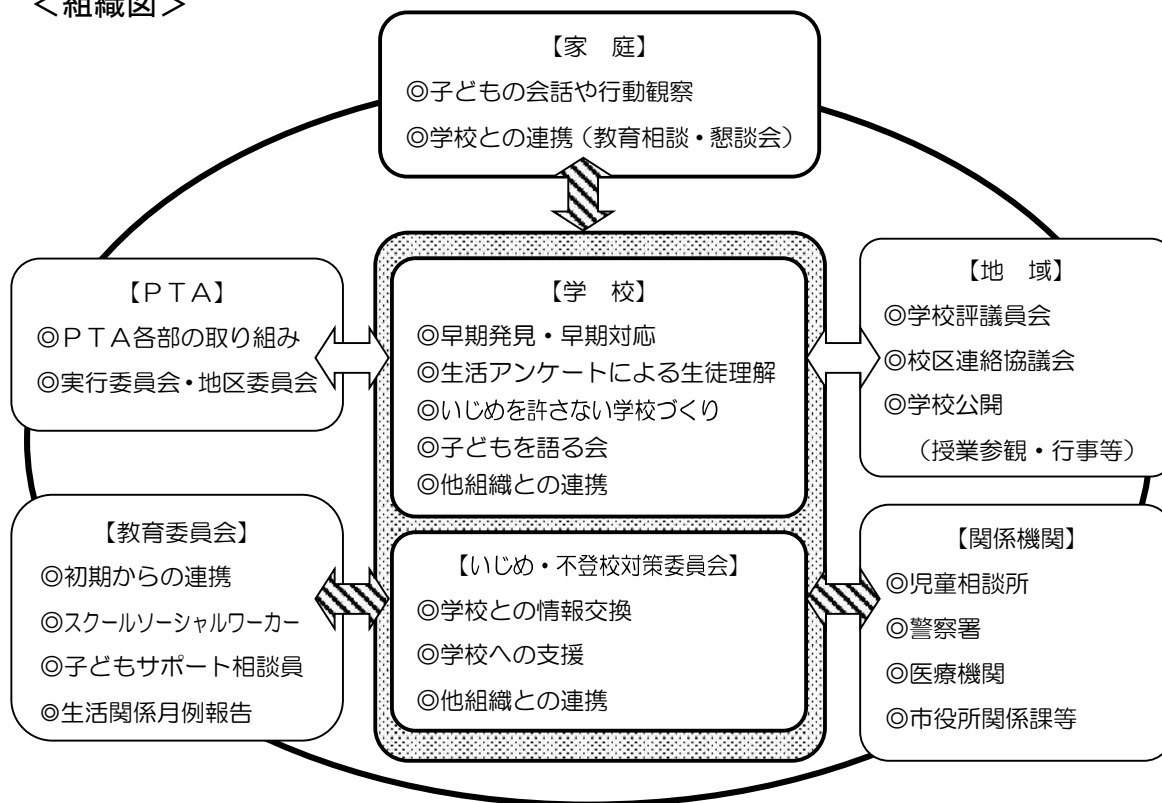 ＜組織図＞
【家　庭】
◎子どもの会話や行動観察
◎学校との連携（教育相談・懇談会）
【ＰＴＡ】
◎ＰＴＡ各部の取り組み
◎実行委員会・地区委員会
【学　校】
◎早期発見・早期対応
◎生活アンケートによる生徒理解
◎いじめを許さない学校づくり
◎子どもを語る会
◎他組織との連携
【地　域】
◎学校評議員会
◎校区連絡協議会
◎学校公開
（授業参観・行事等）
【教育委員会】
◎初期からの連携
◎スクールソーシャルワーカー
◎子どもサポート相談員
◎生活関係月例報告
【いじめ・不登校対策委員会】
◎学校との情報交換
◎学校への支援
◎他組織との連携
【関係機関】
◎児童相談所
◎警察署
◎医療機関
◎市役所関係課等